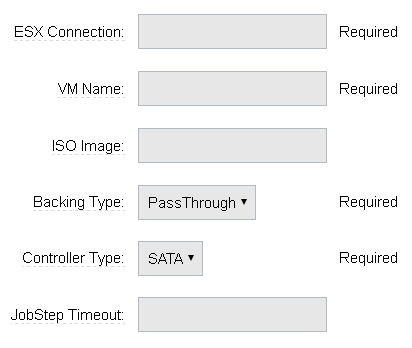 ESX Connection: Required
VM Name: Required
ISO Image:
Backing Type: PassThrough Required
Controller Type: SATA Required
JobStep Timeout: